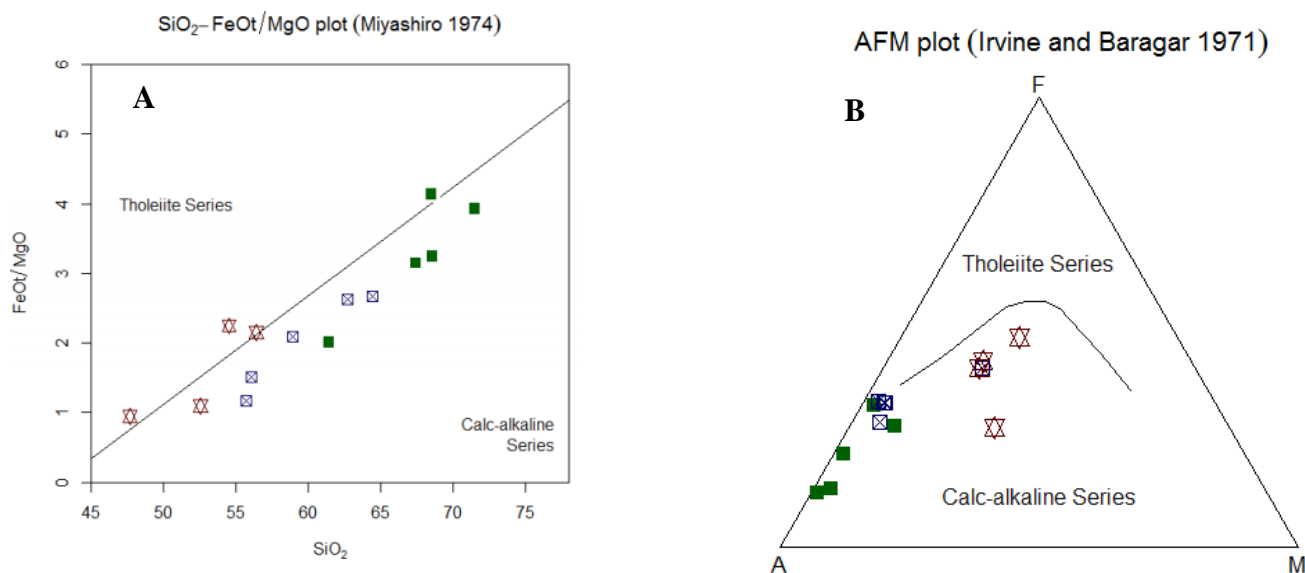 SiO₂–FeOt/MgO plot (Miyashiro 1974)
A
6
5
4
3
2
1
0
FeOt/MgO
Tholeiite Series
Calc-alkaline
Series
45 50 55 60 65 70 75
SiO₂
AFM plot (Irvine and Baragar 1971)
F
B
Tholeiite Series
Calc-alkaline Series
A M